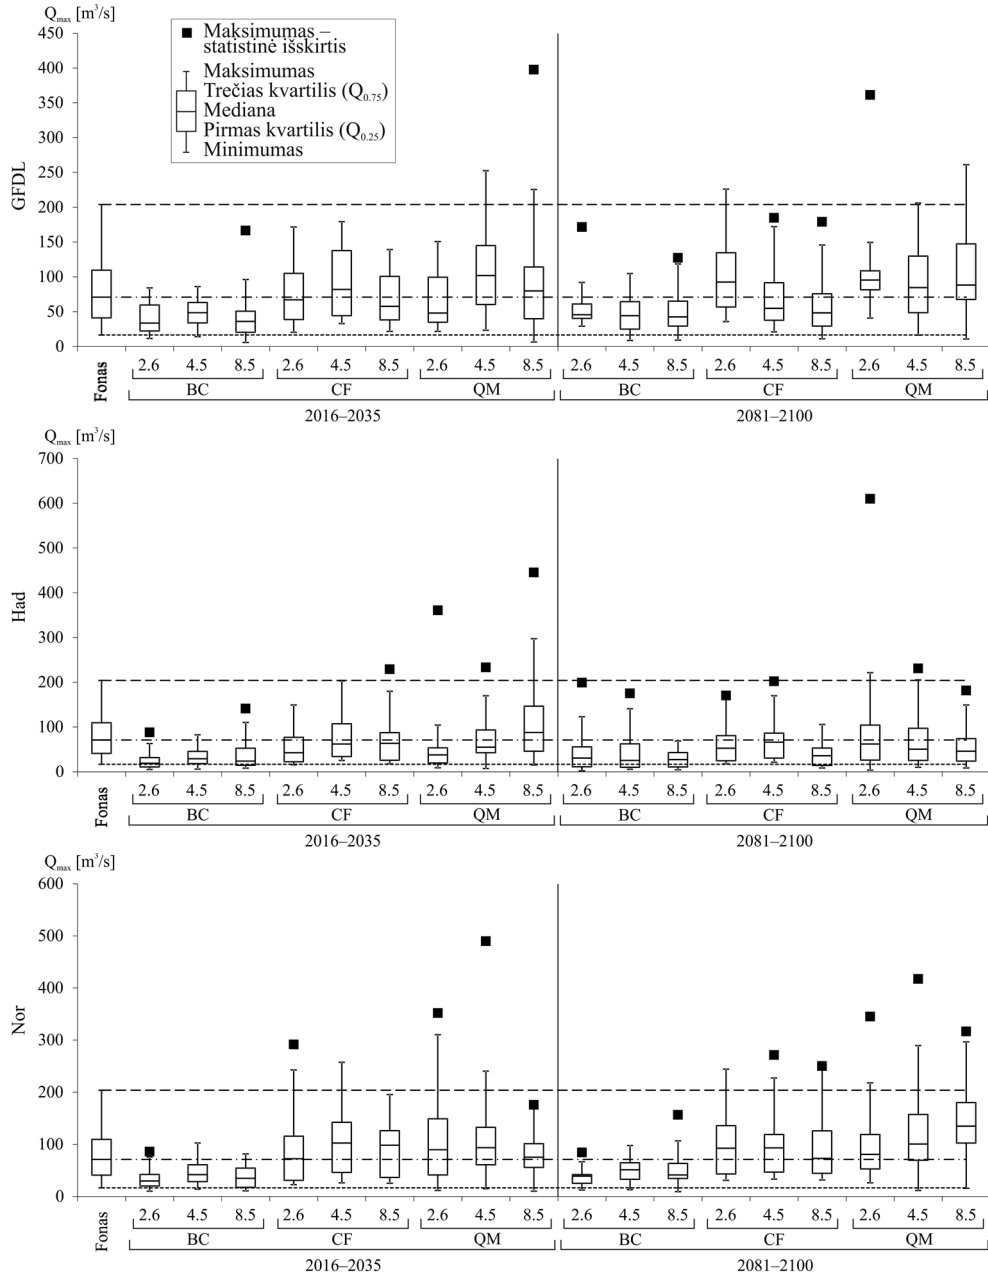 Qmax [m³/s]
450
400
350
300
250
200
150
100
50
0
GFDL
Maksimumas –
statistinė išskirtis
Maksimumas
Trečias kvartilis (Q0.75)
Mediana
Pirmas kvartilis (Q0.25)
Minimumas
Fonas 2.6 4.5 8.5 2.6 4.5 8.5 2.6 4.5 8.5 2.6 4.5 8.5 2.6 4.5 8.5 2.6 4.5 8.5
BC CF QM BC CF QM
2016–2035 2081–2100
Qmax [m³/s]
700
600
500
400
300
200
100
0
Had
Fonas 2.6 4.5 8.5 2.6 4.5 8.5 2.6 4.5 8.5 2.6 4.5 8.5 2.6 4.5 8.5 2.6 4.5 8.5
BC CF QM BC CF QM
2016–2035 2081–2100
Qmax [m³/s]
600
500
400
300
200
100
0
Nor
Fonas 2.6 4.5 8.5 2.6 4.5 8.5 2.6 4.5 8.5 2.6 4.5 8.5 2.6 4.5 8.5 2.6 4.5 8.5
BC CF QM BC CF QM
2016–2035 2081–2100